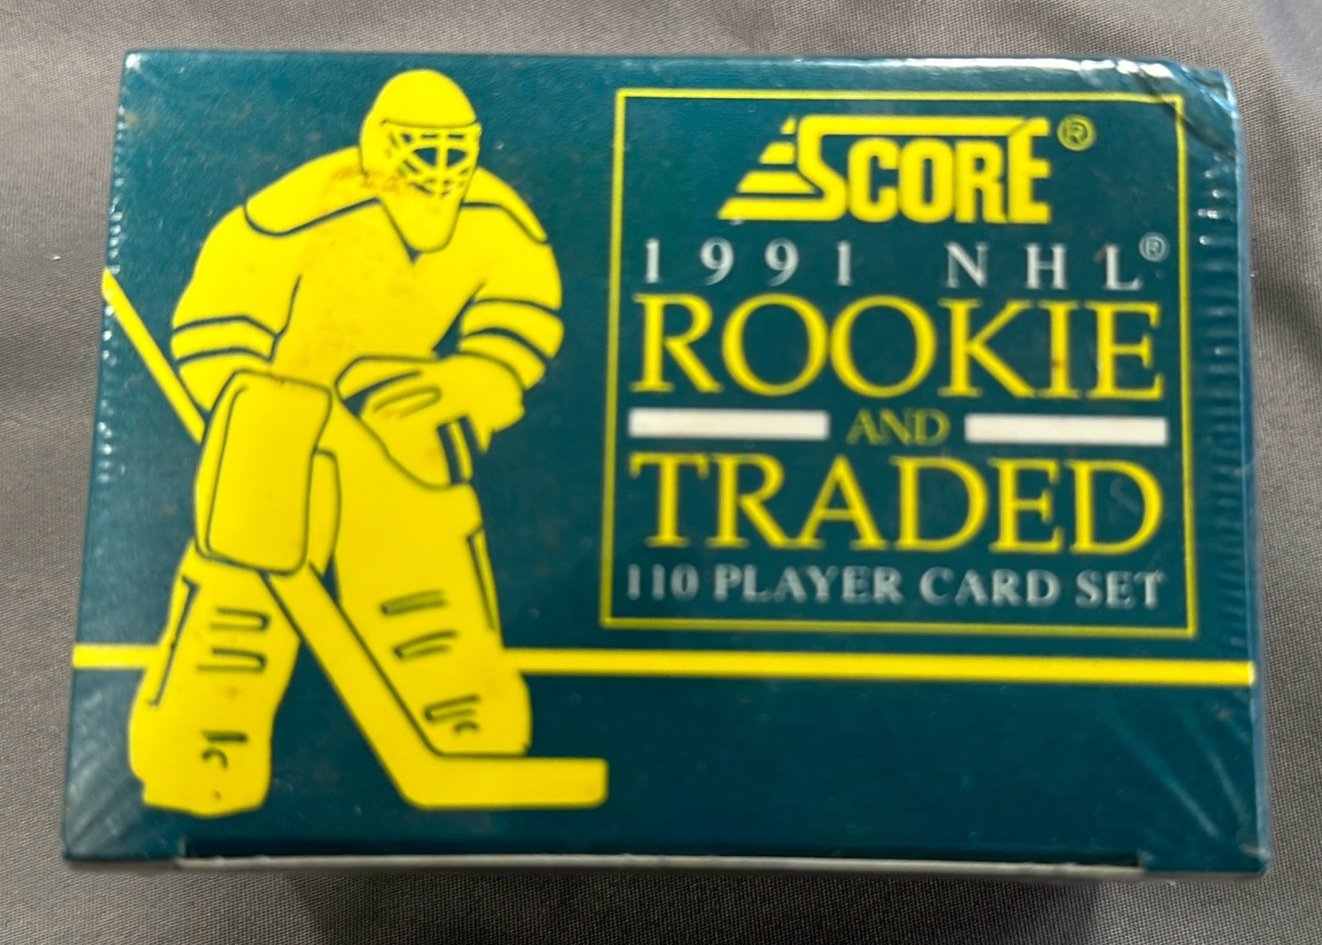 SCORE®
1991 NHL®
ROOKIE
AND
TRADED
110 PLAYER CARD SET